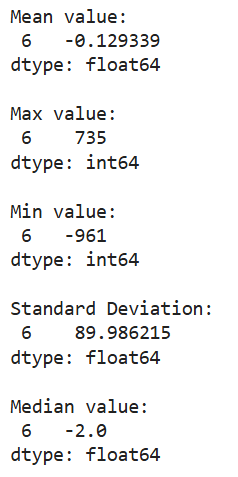 Mean value:
 6   -0.129339
dtype: float64

Max value:
 6    735
dtype: int64

Min value:
 6   -961
dtype: int64

Standard Deviation:
 6    89.986215
dtype: float64

Median value:
 6   -2.0
dtype: float64